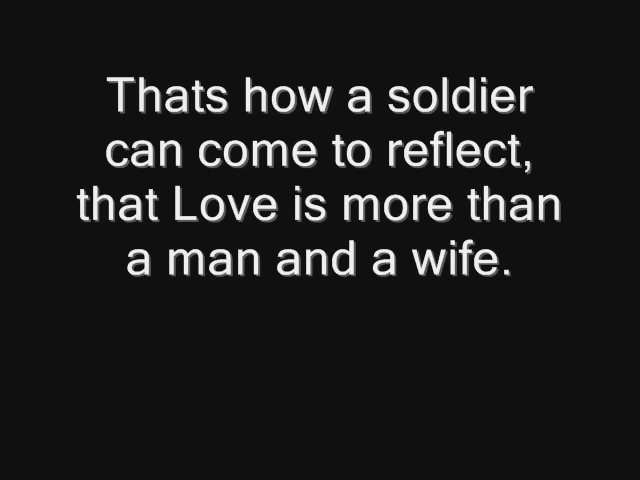 Thats how a soldier
can come to reflect,
that Love is more than
a man and a wife.